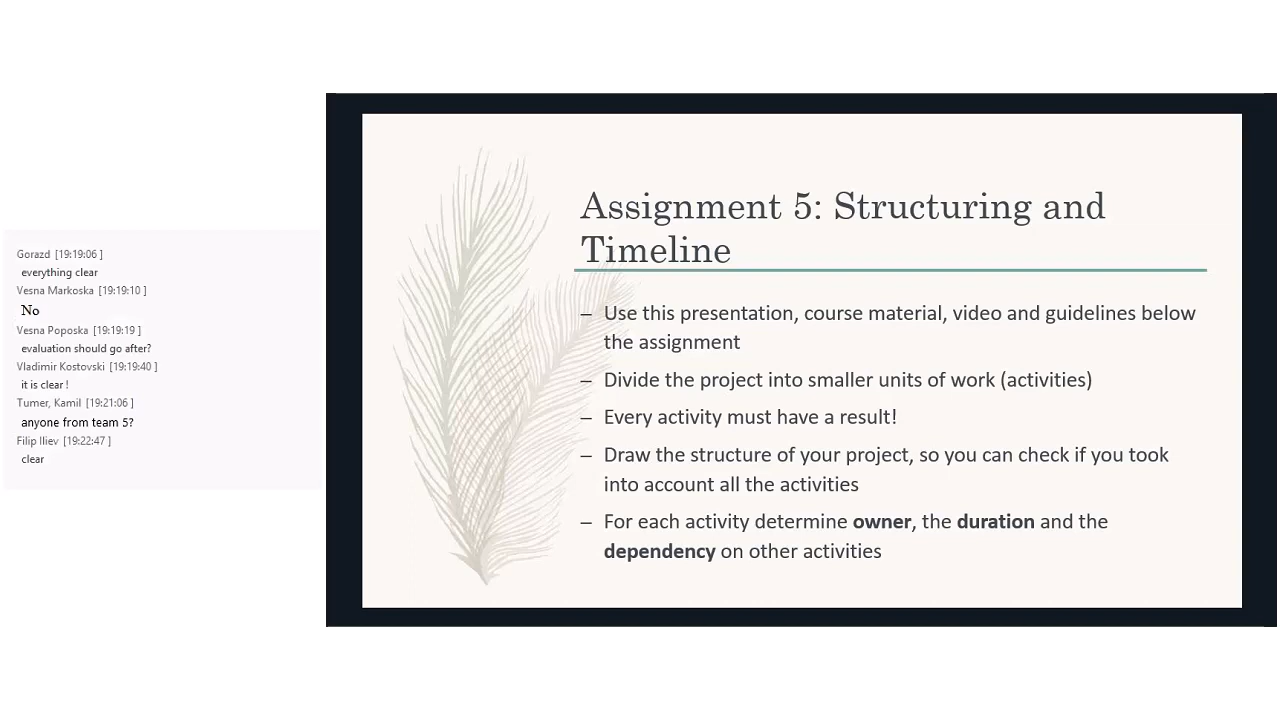 Gorazd [19:19:06 ]
everything clear
Vesna Markoska [19:19:10 ]
No
Vesna Poposka [19:19:19 ]
evaluation should go after?
Vladimir Kostovski [19:19:40 ]
it is clear !
Tumer, Kamil [19:21:06 ]
anyone from team 5?
Filip Iliev [19:22:47 ]
clear
Assignment 5: Structuring and
Timeline
– Use this presentation, course material, video and guidelines below
the assignment
– Divide the project into smaller units of work (activities)
– Every activity must have a result!
– Draw the structure of your project, so you can check if you took
into account all the activities
– For each activity determine owner, the duration and the
dependency on other activities